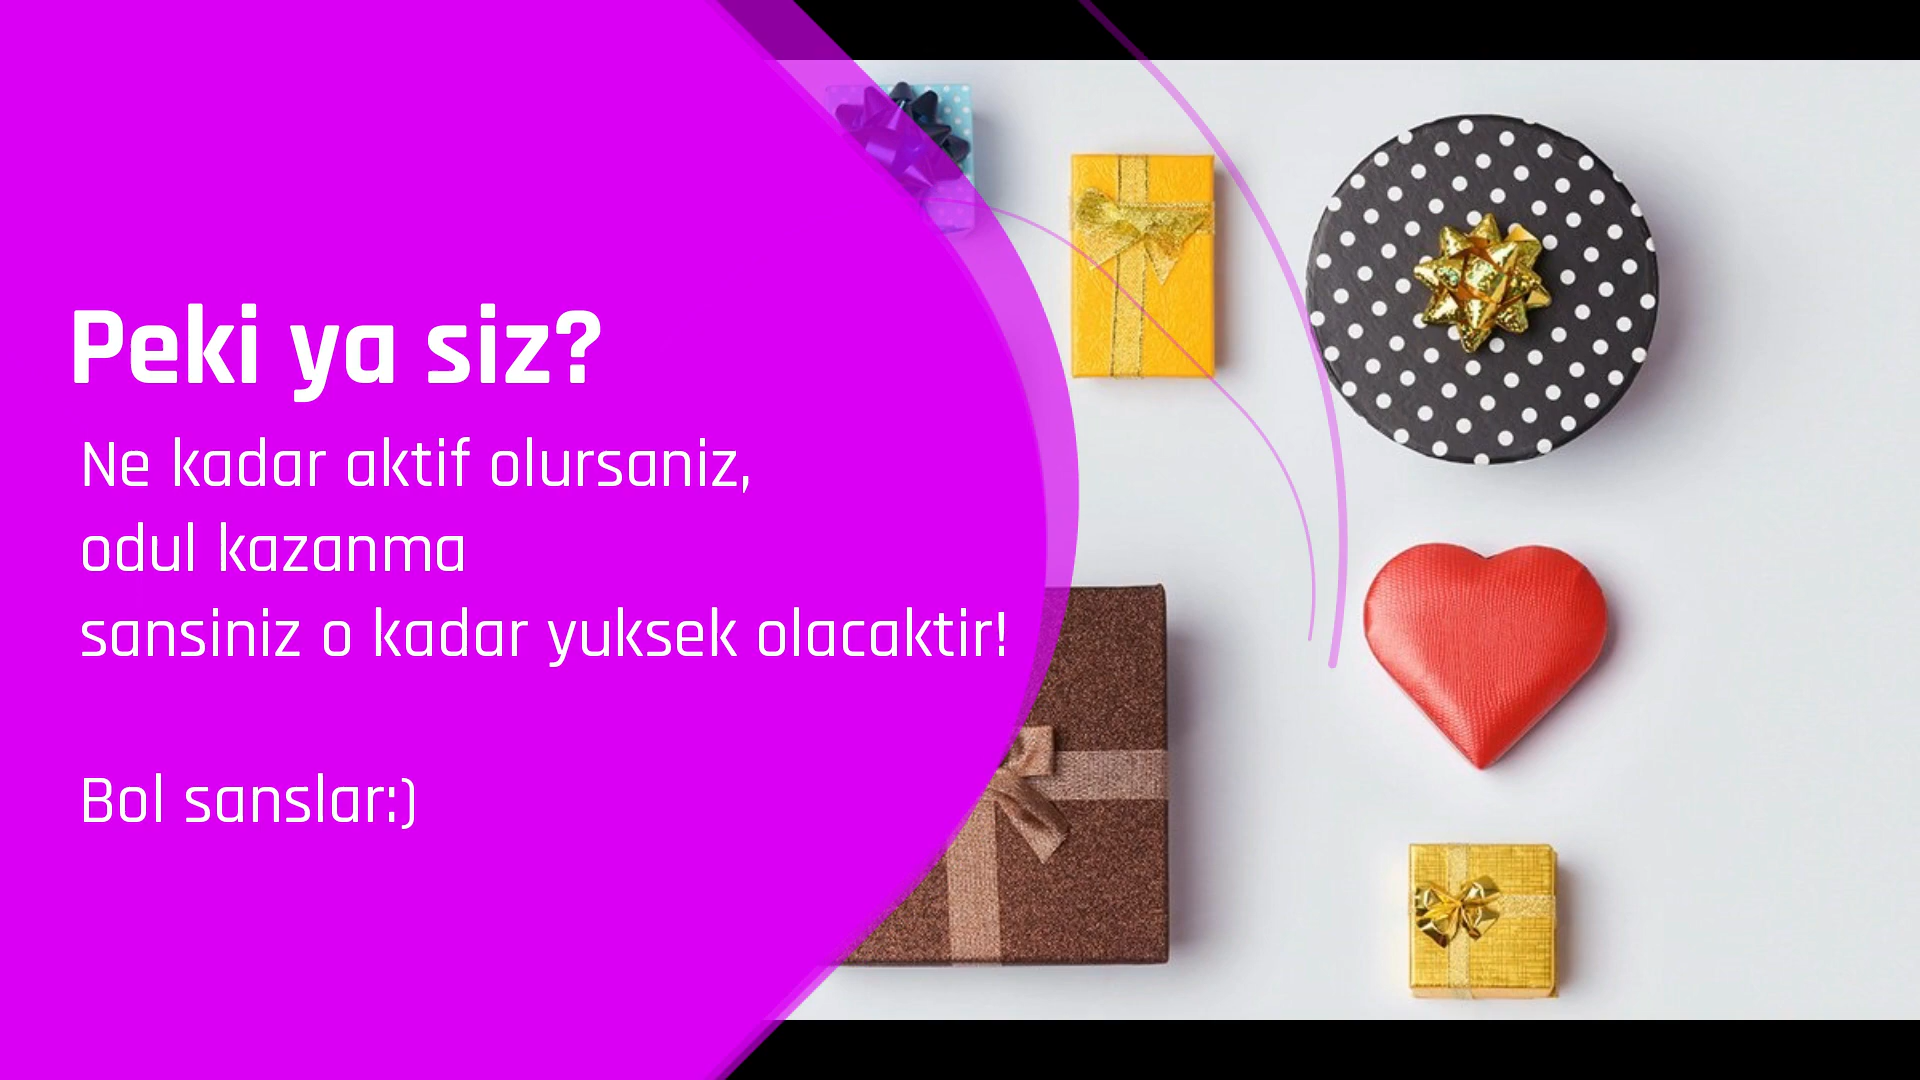 Peki ya siz?
Ne kadar aktif olursaniz,
odul kazanma
sansiniz o kadar yuksek olacaktir!
Bol sanslar:)